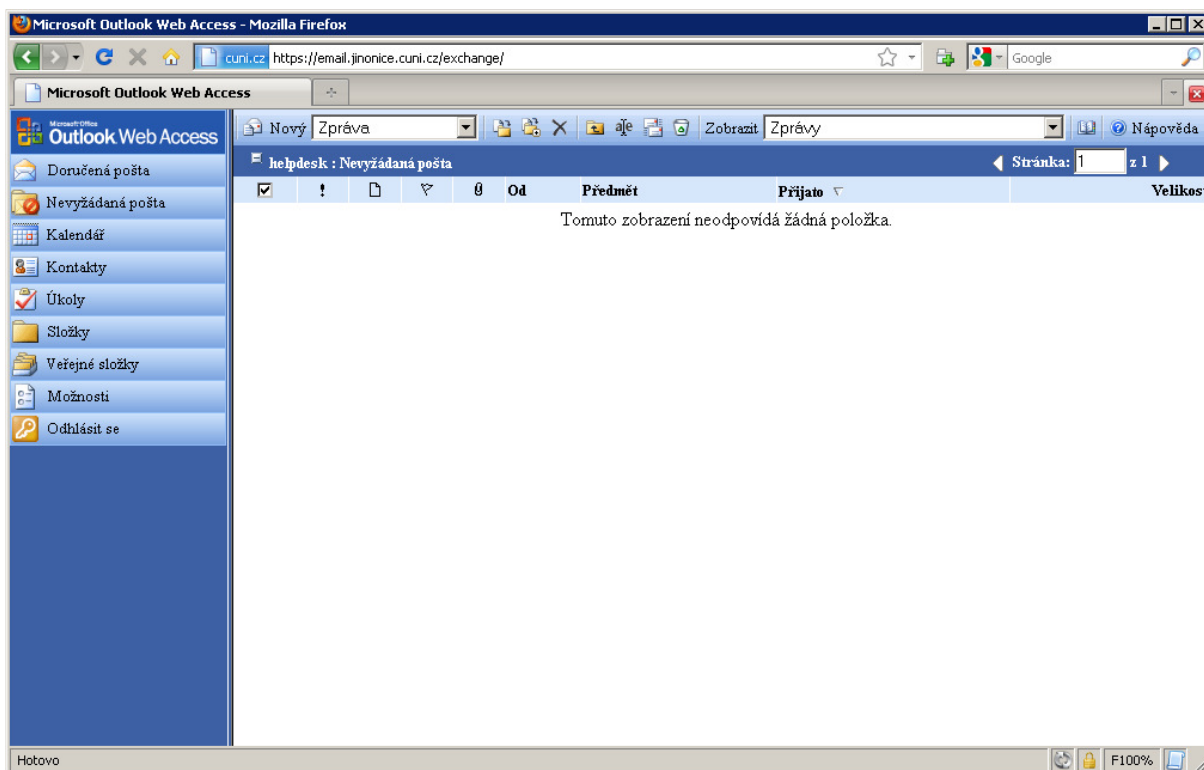 Microsoft Outlook Web Access - Mozilla Firefox
cuni.cz https://email.jinonice.cuni.cz/exchange/ Google
Microsoft Outlook Web Access
Microsoft Office
Outlook Web Access
Nový Zpráva Zobrazit Zprávy Nápověda
helpdesk : Nevyžádaná pošta Stránka: 1 z 1
! Od Předmět Přijato Velikost
Tomuto zobrazení neodpovídá žádná položka.
Doručená pošta
Nevyžádaná pošta
Kalendář
Kontakty
Úkoly
Složky
Veřejné složky
Možnosti
Odhlásit se
Hotovo F100%